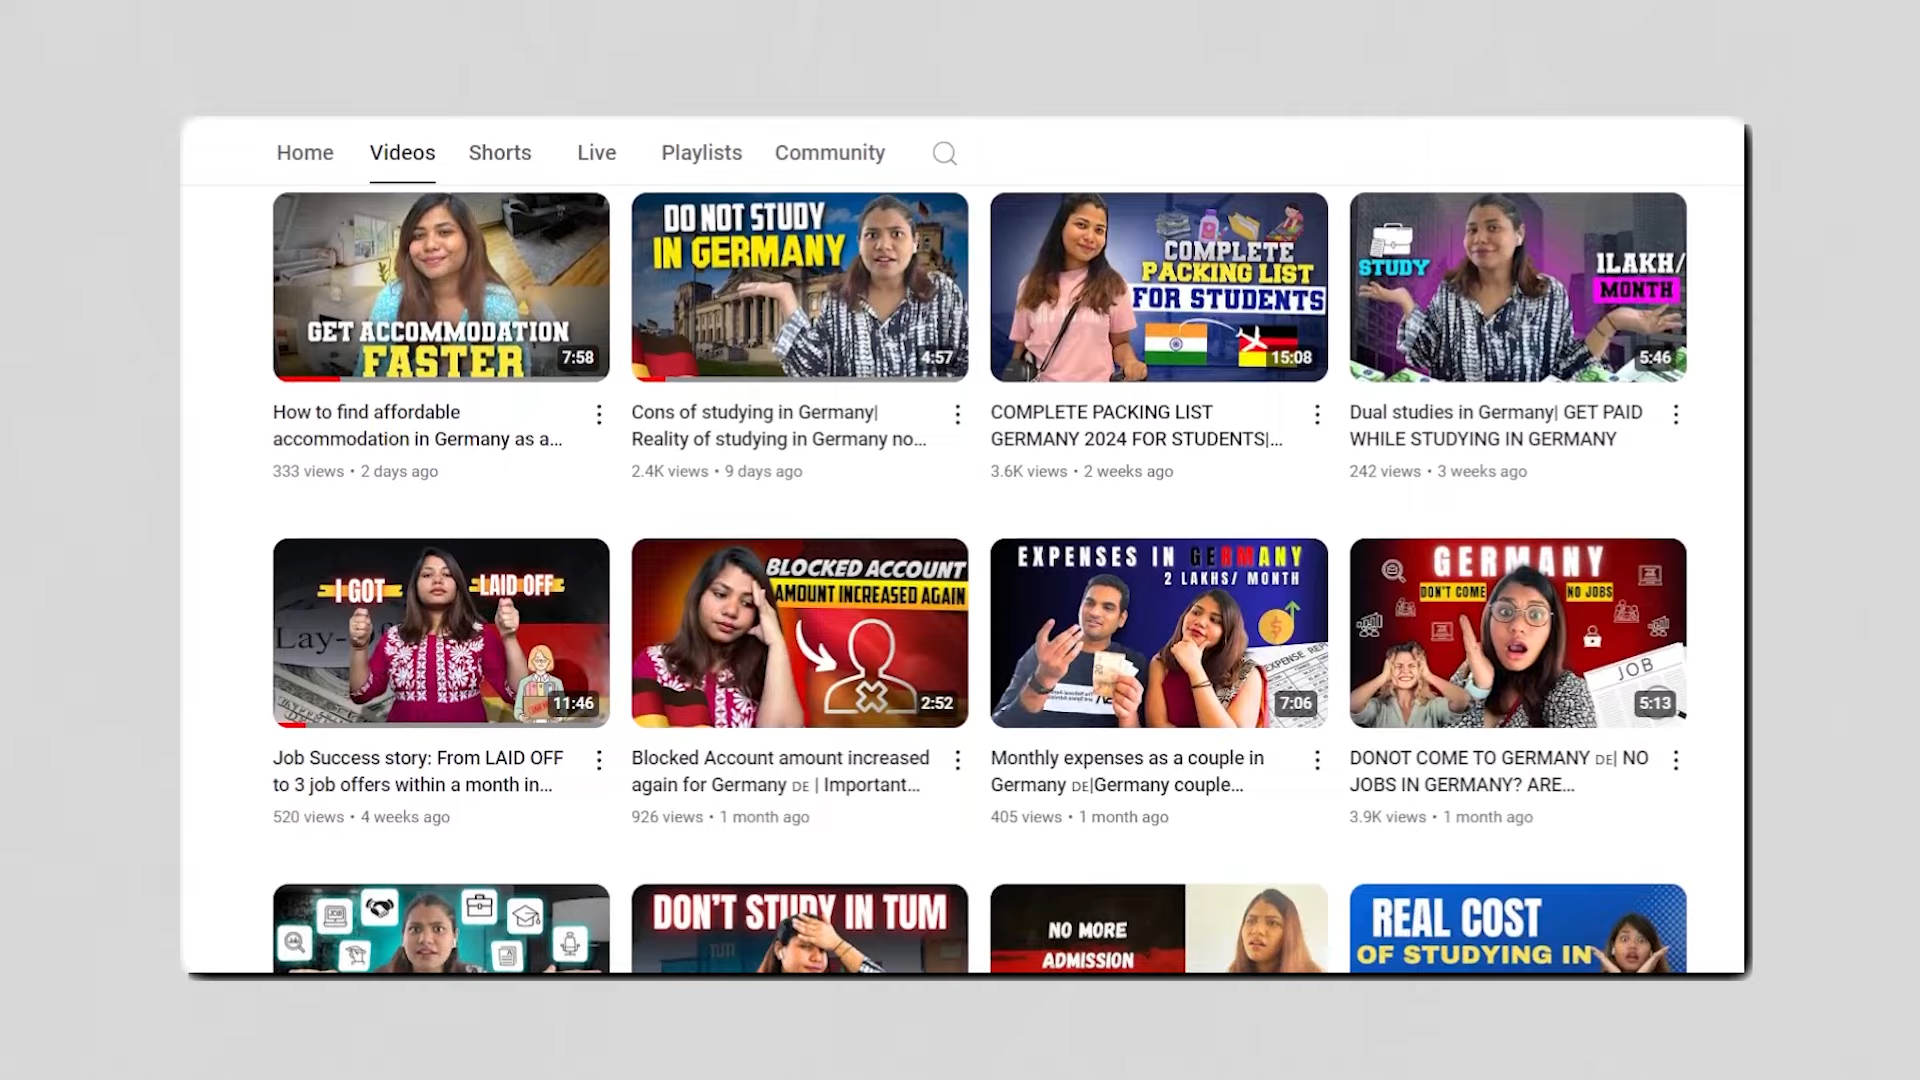 Home Videos Shorts Live Playlists Community
GET ACCOMMODATION
FASTER
7:58
DO NOT STUDY
IN GERMANY
4:57
COMPLETE
PACKING LIST
FOR STUDENTS
15:08
STUDY
1LAKH/
MONTH
5:46
How to find affordable
accommodation in Germany as a...
333 views • 2 days ago
Cons of studying in Germany|
Reality of studying in Germany no...
2.4K views • 9 days ago
COMPLETE PACKING LIST
GERMANY 2024 FOR STUDENTS|...
3.6K views • 2 weeks ago
Dual studies in Germany| GET PAID
WHILE STUDYING IN GERMANY
242 views • 3 weeks ago
I GOT LAID OFF
Lay-
11:46
BLOCKED ACCOUNT
AMOUNT INCREASED AGAIN
2:52
EXPENSES IN GERMANY
2 LAKHS/ MONTH
EXPENSE REP
7:06
GERMANY
DON'T COME NO JOBS
JOB
5:13
Job Success story: From LAID OFF
to 3 job offers within a month in...
520 views • 4 weeks ago
Blocked Account amount increased
again for Germany DE | Important...
926 views • 1 month ago
Monthly expenses as a couple in
Germany DE|Germany couple...
405 views • 1 month ago
DONOT COME TO GERMANY DE| NO
JOBS IN GERMANY? ARE...
3.9K views • 1 month ago
DON'T STUDY IN TUM
NO MORE
ADMISSION
REAL COST
OF STUDYING IN